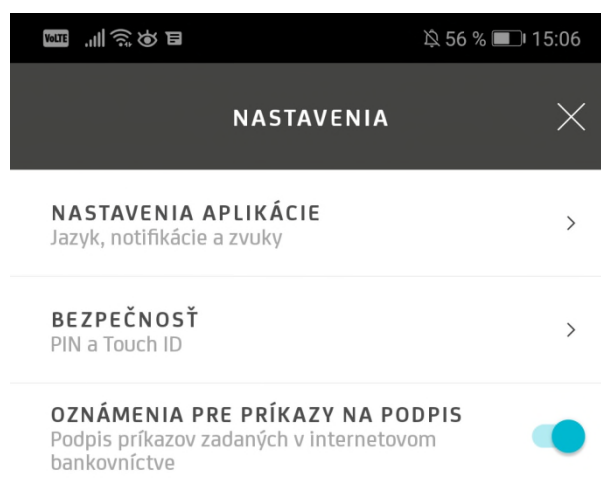 VoLTE 56 % 15:06
NASTAVENIA
NASTAVENIA APLIKÁCIE
Jazyk, notifikácie a zvuky
BEZPEČNOSŤ
PIN a Touch ID
OZNÁMENIA PRE PRÍKAZY NA PODPIS
Podpis príkazov zadaných v internetovom
bankovníctve